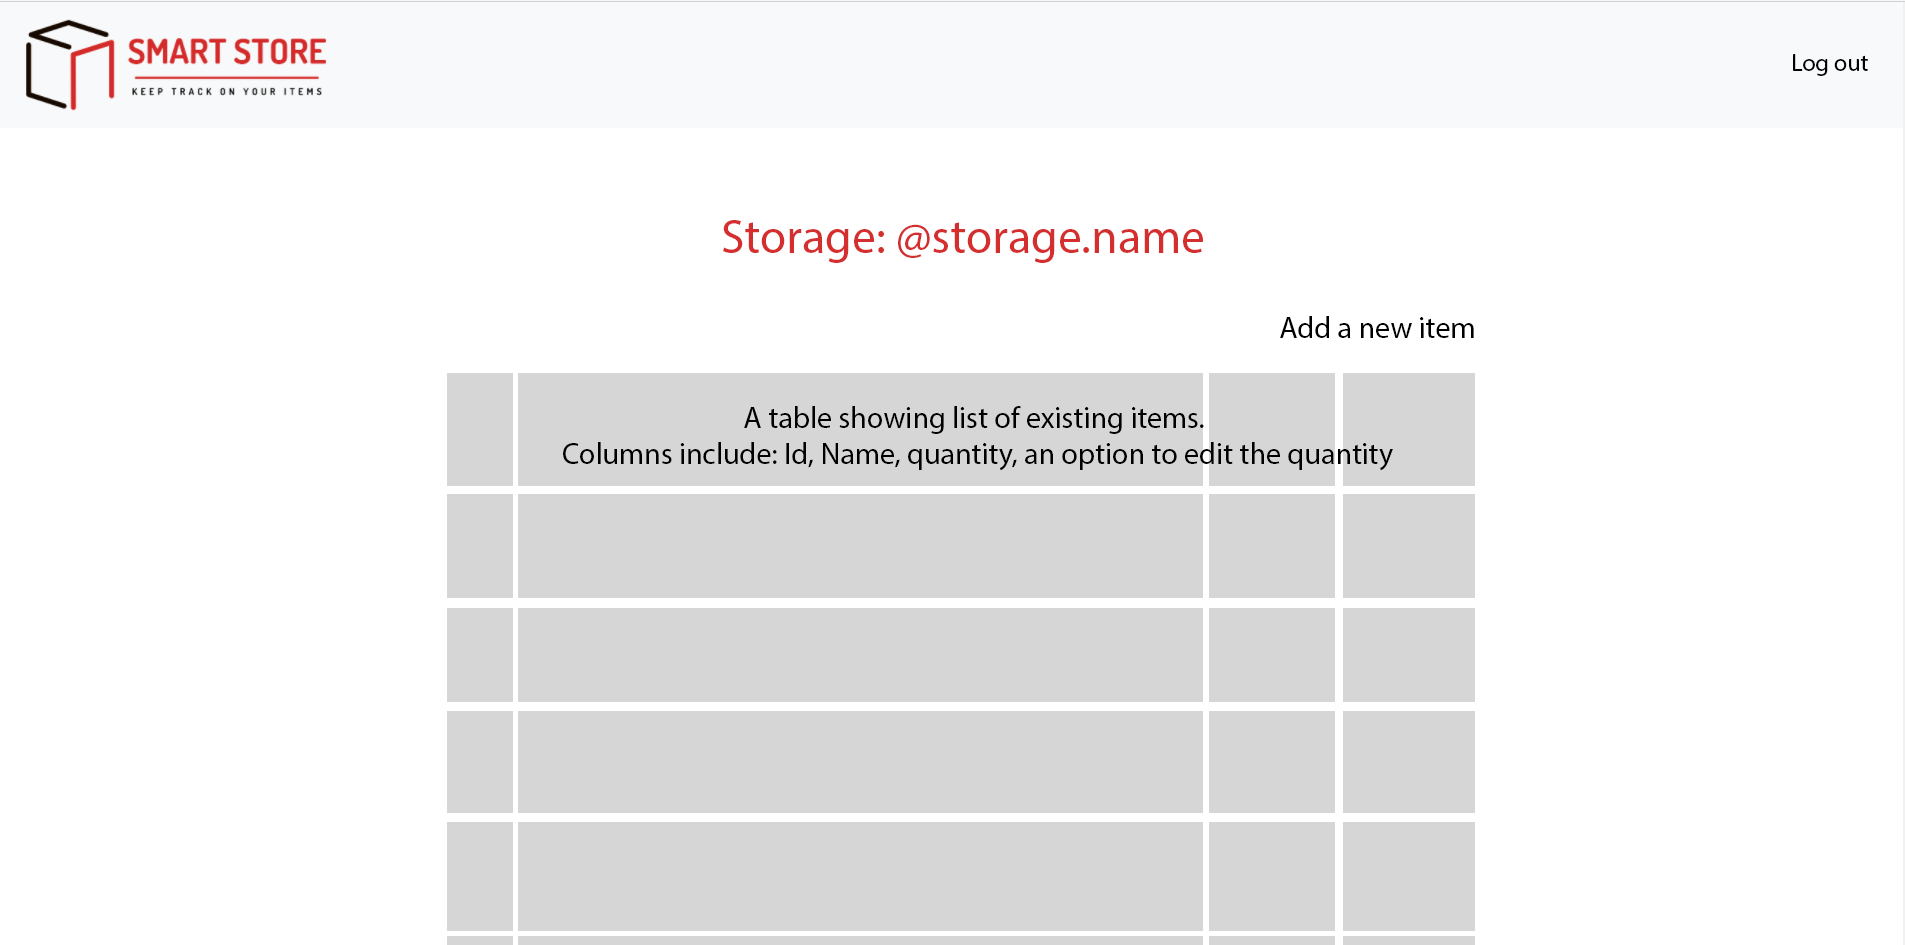 SMART STORE
KEEP TRACK ON YOUR ITEMS
Log out
Storage: @storage.name
Add a new item
A table showing list of existing items.
Columns include: Id, Name, quantity, an option to edit the quantity